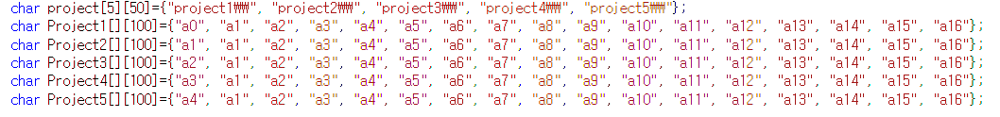 char project[5][50]={"project1₩₩", "project2₩₩", "project3₩₩", "project4₩₩", "project5₩₩"};
char Project1[][100]={"a0", "a1", "a2", "a3", "a4", "a5", "a6", "a7", "a8", "a9", "a10", "a11", "a12", "a13", "a14", "a15", "a16"};
char Project2[][100]={"a1", "a1", "a2", "a3", "a4", "a5", "a6", "a7", "a8", "a9", "a10", "a11", "a12", "a13", "a14", "a15", "a16"};
char Project3[][100]={"a2", "a1", "a2", "a3", "a4", "a5", "a6", "a7", "a8", "a9", "a10", "a11", "a12", "a13", "a14", "a15", "a16"};
char Project4[][100]={"a3", "a1", "a2", "a3", "a4", "a5", "a6", "a7", "a8", "a9", "a10", "a11", "a12", "a13", "a14", "a15", "a16"};
char Project5[][100]={"a4", "a1", "a2", "a3", "a4", "a5", "a6", "a7", "a8", "a9", "a10", "a11", "a12", "a13", "a14", "a15", "a16"};